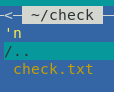 <— ~/check —
'n
/..
check.txt